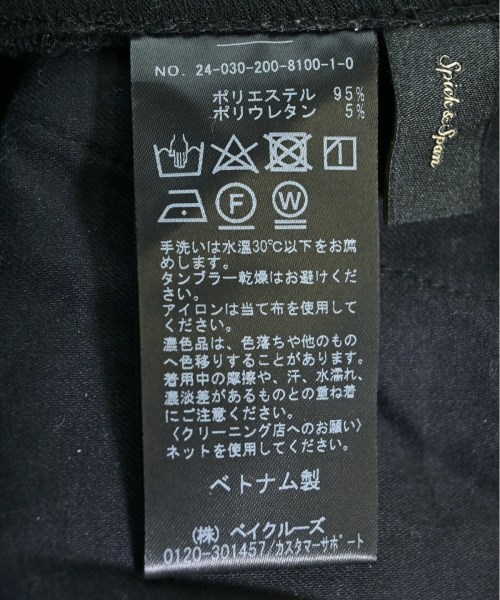 NO. 24-030-200-8100-1-0
ポリエステル 95%
ポリウレタン 5%
F
W
手洗いは水温30℃以下をお薦
めします。
タンブラー乾燥はお避けくだ
さい。
アイロンは当て布を使用して
ください。
濃色品は、色落ちや他のもの
へ色移りすることがあります。
着用中の摩擦や、汗、水濡れ、
濃淡差があるものとの重ね着
にご注意ください。
〈クリーニング店へのお願い〉
ネットを使用してください。
ベトナム製
(株) ベイクルーズ
0120-301457/カスタマーサポート
Spick & Span